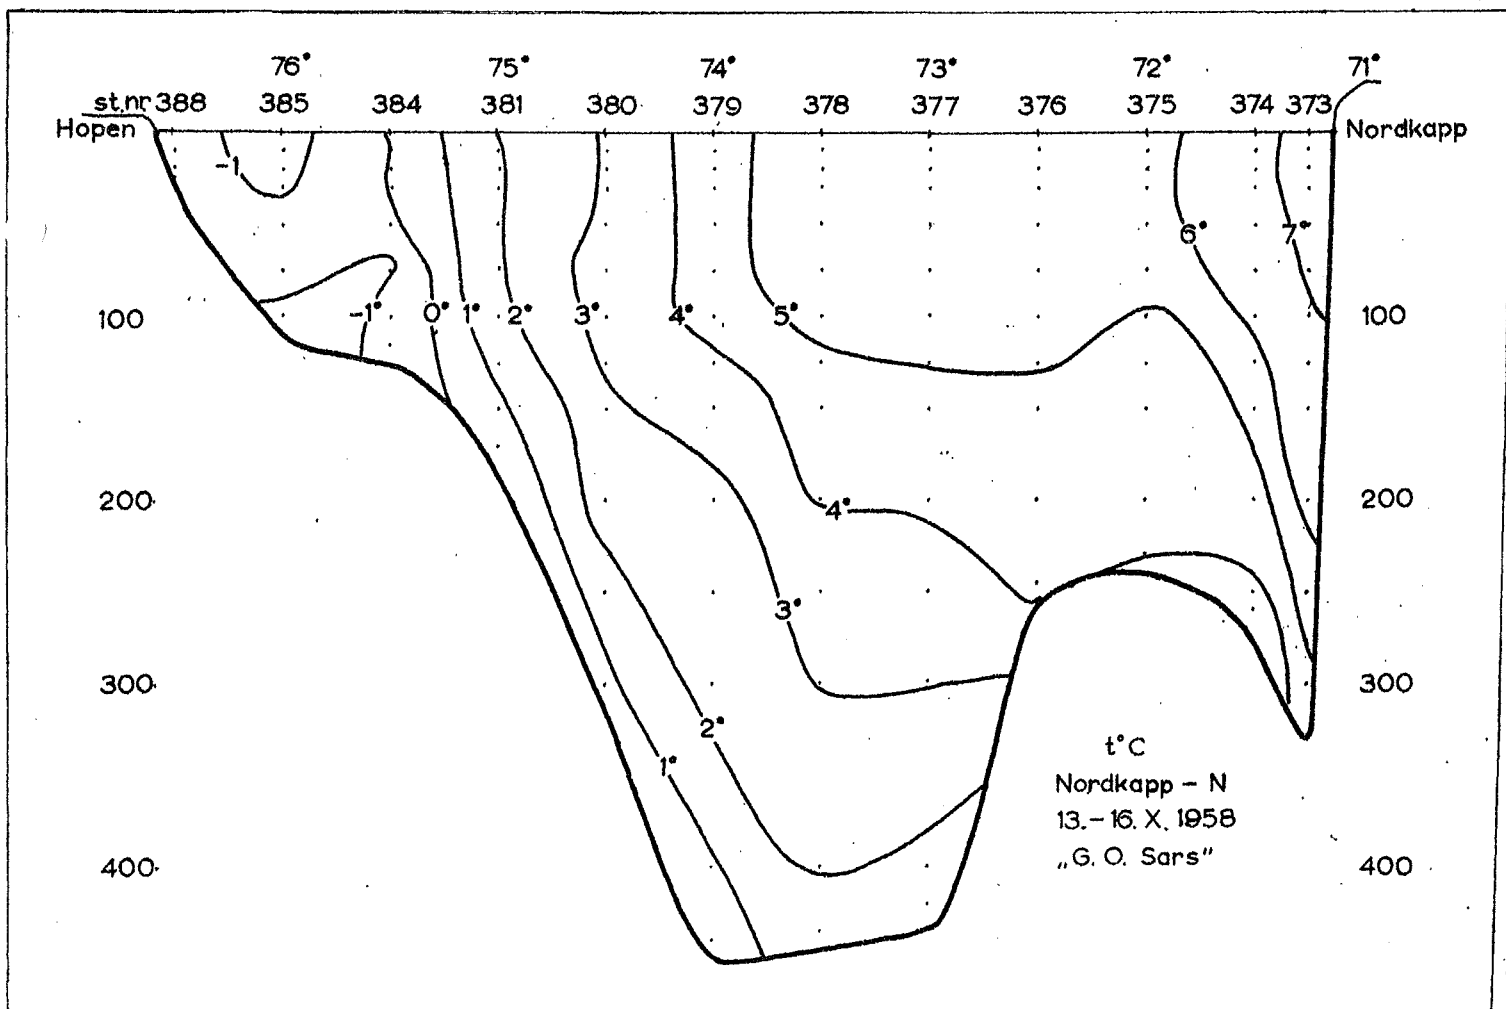 76° 75° 74° 73° 72° 71°
st.nr 388 385 384 381 380 379 378 377 376 375 374 373
Hopen Nordkapp
-1
6° 7°
100 -1° 0° 1° 2° 3° 4° 5° 100
200 4° 200
3°
300 300
2°
t°C
1°
Nordkapp - N
13.-16. X. 1958
„G. O. Sars"
400 400